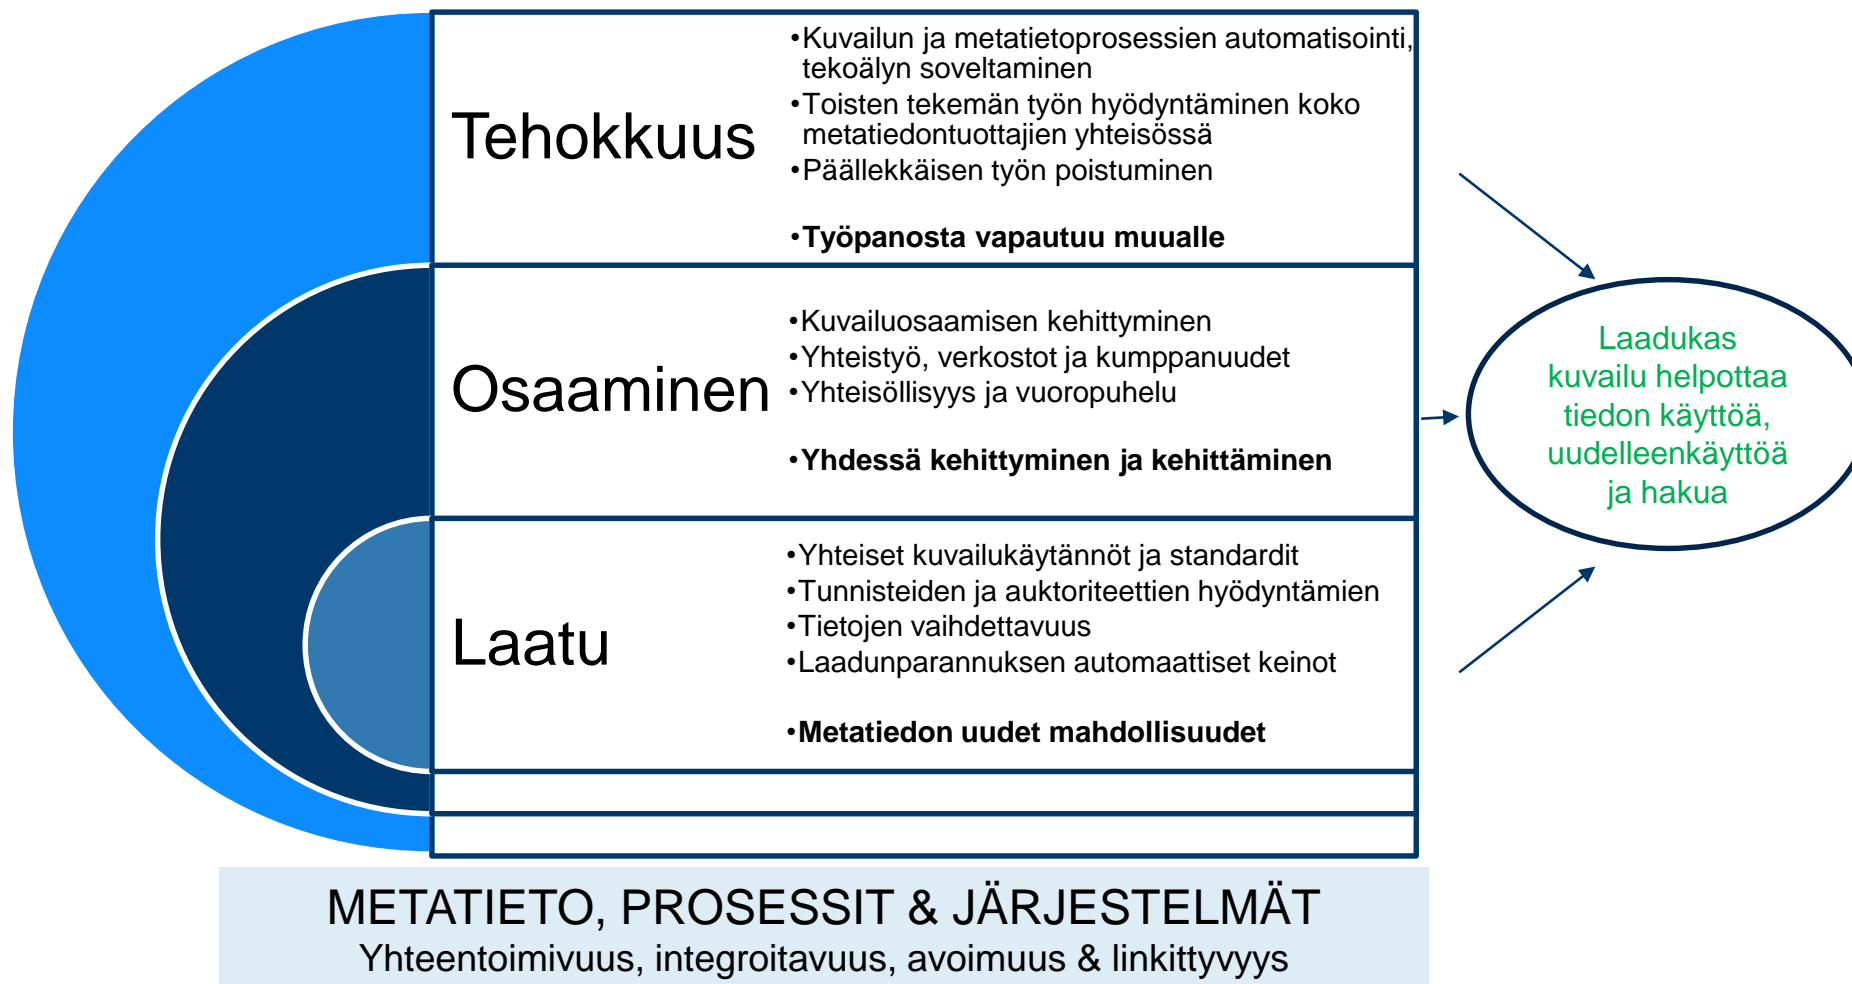 Tehokkuus
•Kuvailun ja metatietoprosessien automatisointi,
tekoälyn soveltaminen
•Toisten tekemän työn hyödyntäminen koko
metatiedontuottajien yhteisössä
•Päällekkäisen työn poistuminen
•Työpanosta vapautuu muualle
Osaaminen
•Kuvailuosaamisen kehittyminen
•Yhteistyö, verkostot ja kumppanuudet
•Yhteisöllisyys ja vuoropuhelu
•Yhdessä kehittyminen ja kehittäminen
Laatu
•Yhteiset kuvailukäytännöt ja standardit
•Tunnisteiden ja auktoriteettien hyödyntämien
•Tietojen vaihdettavuus
•Laadunparannuksen automaattiset keinot
•Metatiedon uudet mahdollisuudet
Laadukas
kuvailu helpottaa
tiedon käyttöä,
uudelleenkäyttöä
ja hakua
METATIETO, PROSESSIT & JÄRJESTELMÄT
Yhteentoimivuus, integroitavuus, avoimuus & linkittyvyys